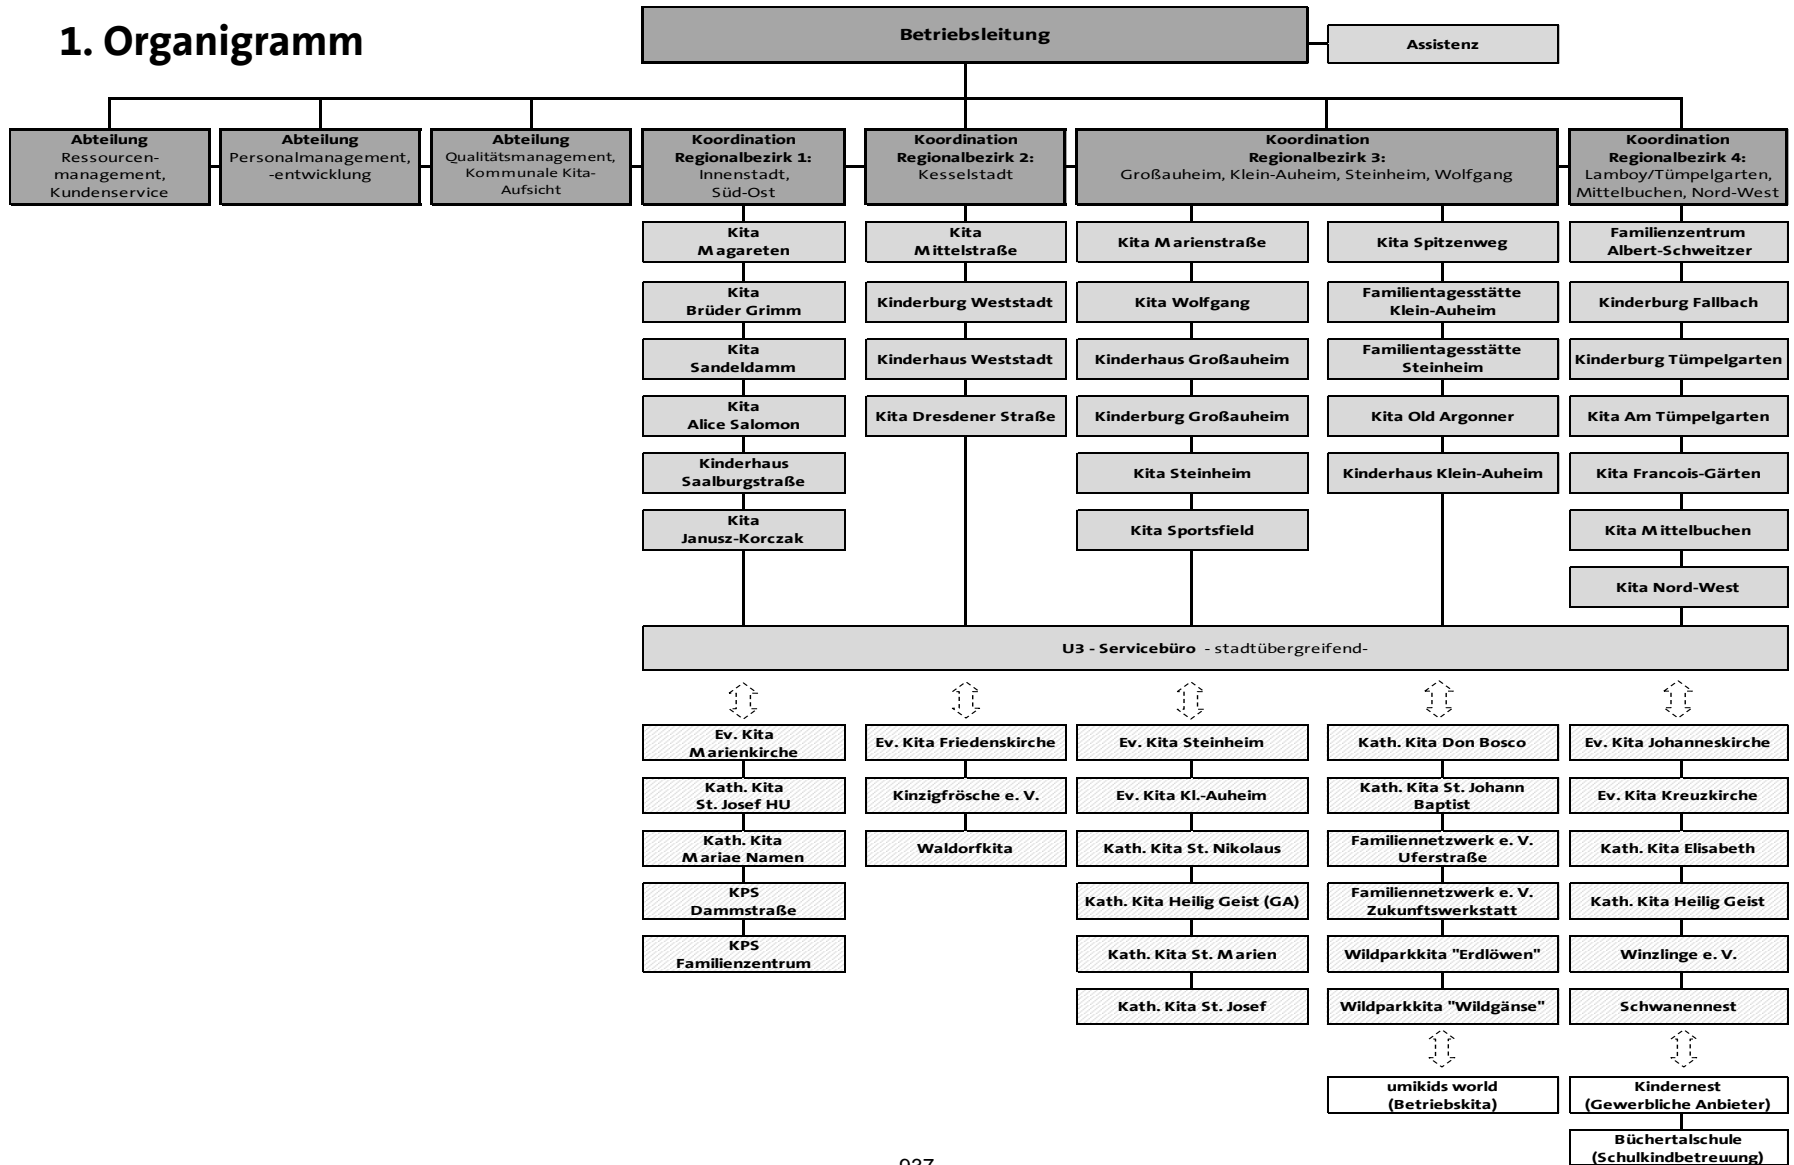 1. Organigramm
Betriebsleitung
Assistenz
Abteilung
Ressourcen-
management,
Kundenservice
Abteilung
Personalmanagement,
-entwicklung
Abteilung
Qualitätsmanagement,
Kommunale Kita-
Aufsicht
Koordination
Regionalbezirk 1:
Innenstadt,
Süd-Ost
Koordination
Regionalbezirk 2:
Kesselstadt
Koordination
Regionalbezirk 3:
Großauheim, Klein-Auheim, Steinheim, Wolfgang
Koordination
Regionalbezirk 4:
Lamboy/Tümpelgarten,
Mittelbuchen, Nord-West
Kita
Magareten
Kita
Brüder Grimm
Kita
Sandeldamm
Kita
Alice Salomon
Kinderhaus
Saalburgstraße
Kita
Janusz-Korczak
Kita
Mittelstraße
Kinderburg Weststadt
Kinderhaus Weststadt
Kita Dresdener Straße
Kita Marienstraße
Kita Wolfgang
Kinderhaus Großauheim
Kinderburg Großauheim
Kita Steinheim
Kita Sportsfield
Kita Spitzenweg
Familientagesstätte
Klein-Auheim
Familientagesstätte
Steinheim
Kita Old Argonner
Kinderhaus Klein-Auheim
Familienzentrum
Albert-Schweitzer
Kinderburg Fallbach
Kinderburg Tümpelgarten
Kita Am Tümpelgarten
Kita Francois-Gärten
Kita Mittelbuchen
Kita Nord-West
U3 - Servicebüro - stadtübergreifend-
Ev. Kita
Marienkirche
Kath. Kita
St. Josef HU
Kath. Kita
Mariae Namen
KPS
Dammstraße
KPS
Familienzentrum
Ev. Kita Friedenskirche
Kinzigfrösche e. V.
Waldorfkita
Ev. Kita Steinheim
Ev. Kita Kl.-Auheim
Kath. Kita St. Nikolaus
Kath. Kita Heilig Geist (GA)
Kath. Kita St. Marien
Kath. Kita St. Josef
Kath. Kita Don Bosco
Kath. Kita St. Johann
Baptist
Familiennetzwerk e. V.
Uferstraße
Familiennetzwerk e. V.
Zukunftswerkstatt
Wildparkkita "Erdlöwen"
Wildparkkita "Wildgänse"
umikids world
(Betriebskita)
Ev. Kita Johanneskirche
Ev. Kita Kreuzkirche
Kath. Kita Elisabeth
Kath. Kita Heilig Geist
Winzlinge e. V.
Schwanennest
Kindernest
(Gewerbliche Anbieter)
Büchertalschule
(Schulkindbetreuung)